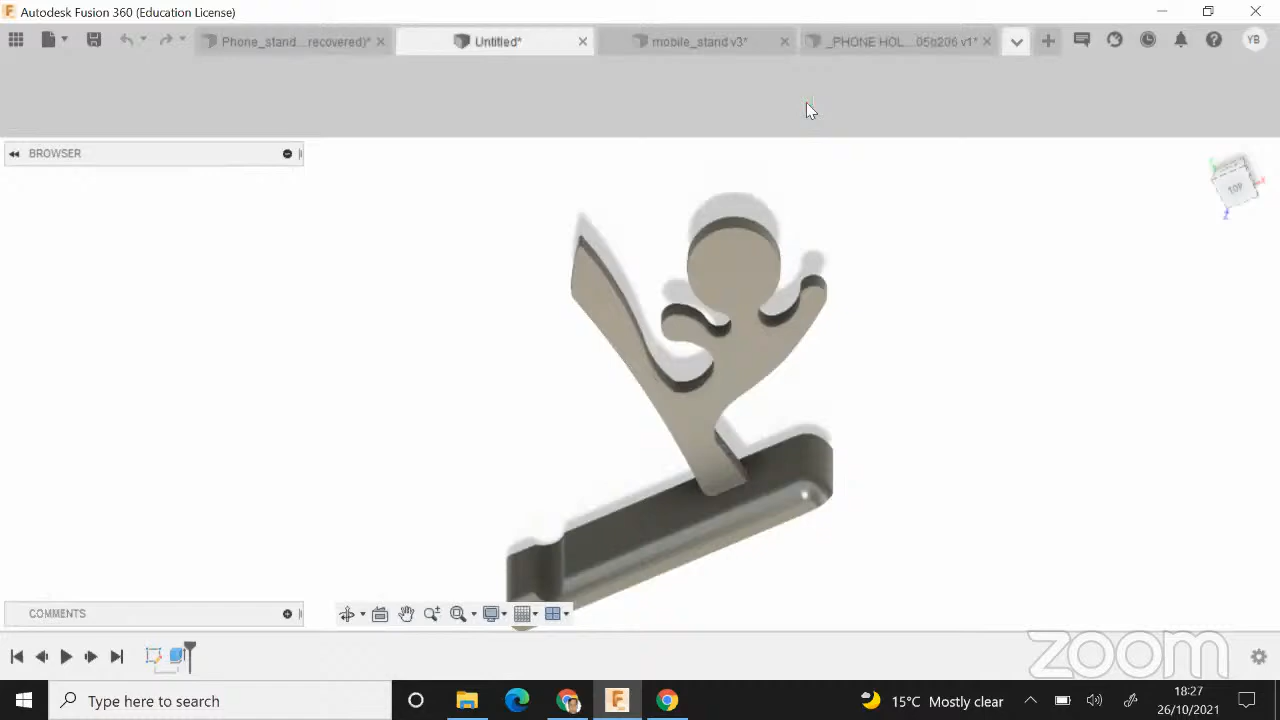 Autodesk Fusion 360 (Education License)
Phone_stand...recovered)*
Untitled*
mobile_stand v3*
_PHONE HOL...05b206 v1*
YB
BROWSER
TOP
Z
COMMENTS
zoom
Type here to search
15°C Mostly clear
18:27
26/10/2021